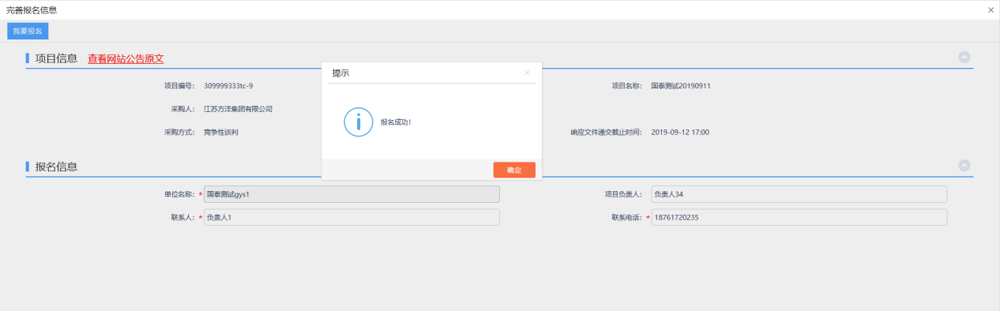 完善报名信息
我要报名
项目信息 查看网站公告原文
提示
项目编号： 309999333tc-9 项目名称： 国泰测试20190911
采购人： 江苏方洋集团有限公司
报名成功！
采购方式： 竞争性谈判 响应文件递交截止时间： 2019-09-12 17:00
确定
报名信息
单位名称：* 国泰测试gys1 项目负责人： 负责人34
联系人：* 负责人1 联系电话：* 18761720235